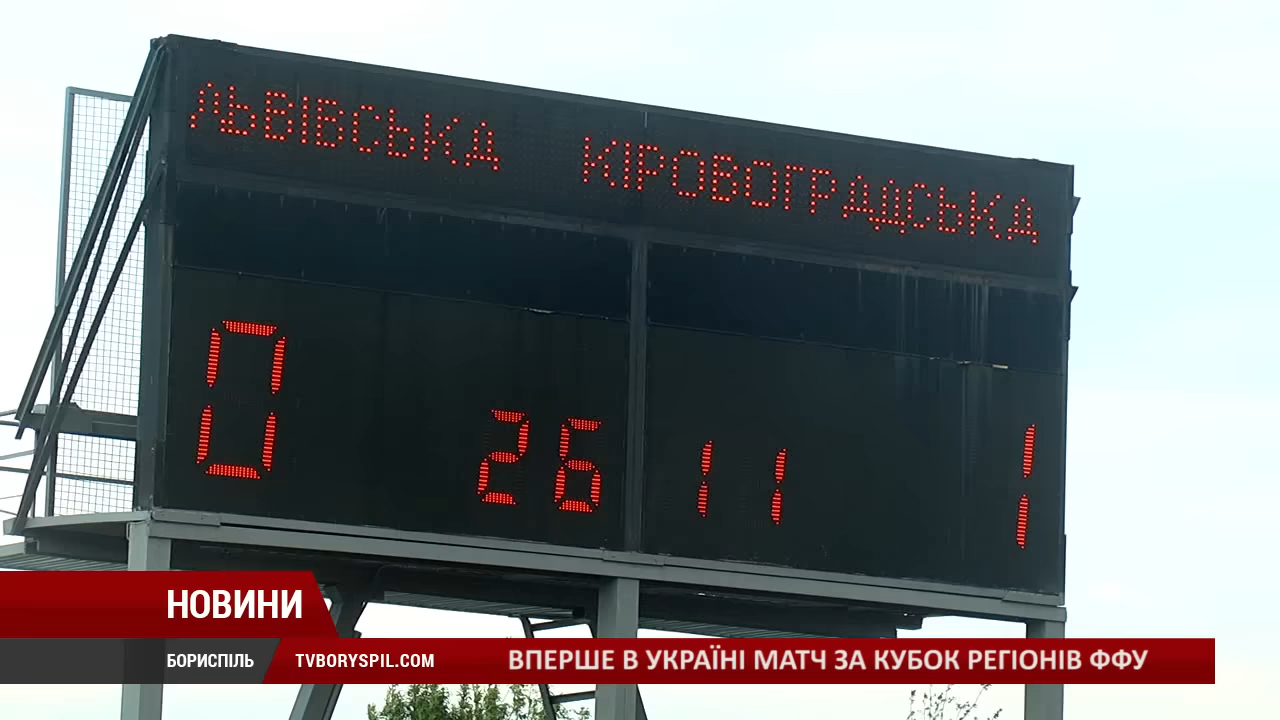 ЛЬВІВСЬКА КІРОВОГРАДСЬКА
0 26 11 1
НОВИНИ
БОРИСПІЛЬ TVBORYSPIL.COM ВПЕРШЕ В УКРАЇНІ МАТЧ ЗА КУБОК РЕГІОНІВ ФФУ